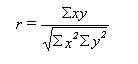 r = Σxy / √(Σx²Σy²)